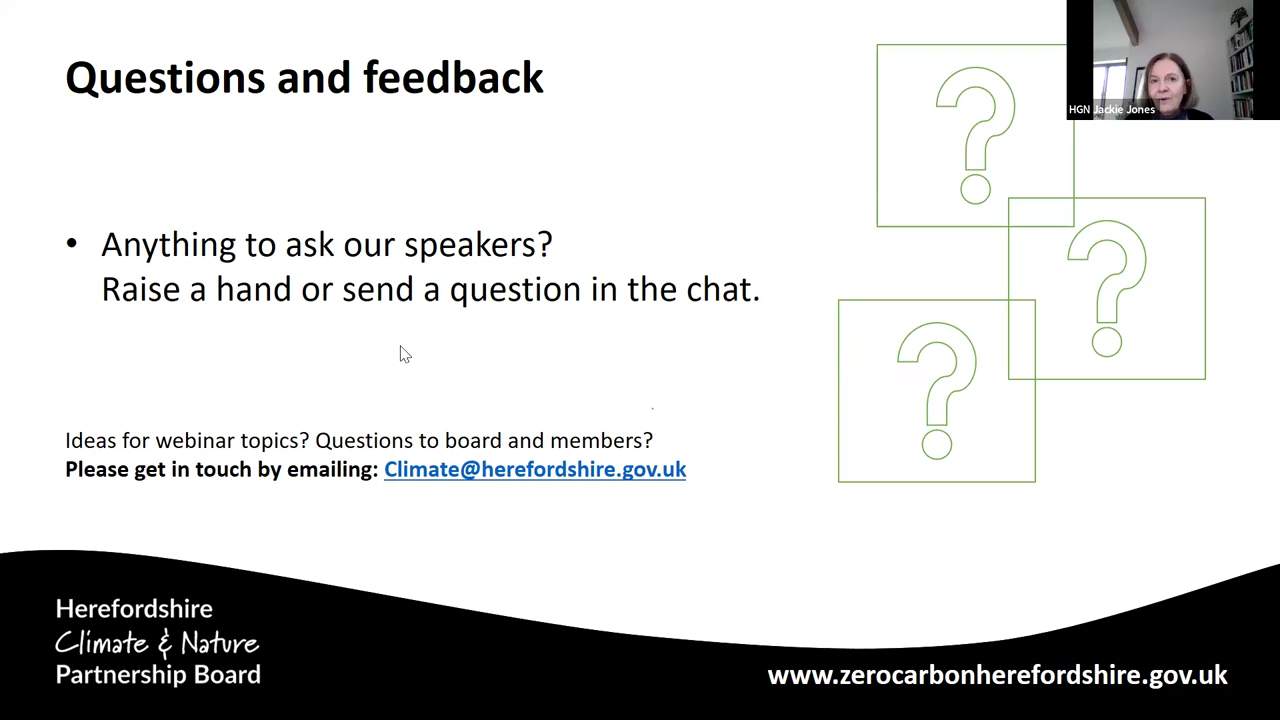 Questions and feedback
HGN Jackie Jones
• Anything to ask our speakers?
Raise a hand or send a question in the chat.
Ideas for webinar topics? Questions to board and members?
Please get in touch by emailing: Climate@herefordshire.gov.uk
Herefordshire
Climate & Nature
Partnership Board
www.zerocarbonherefordshire.gov.uk